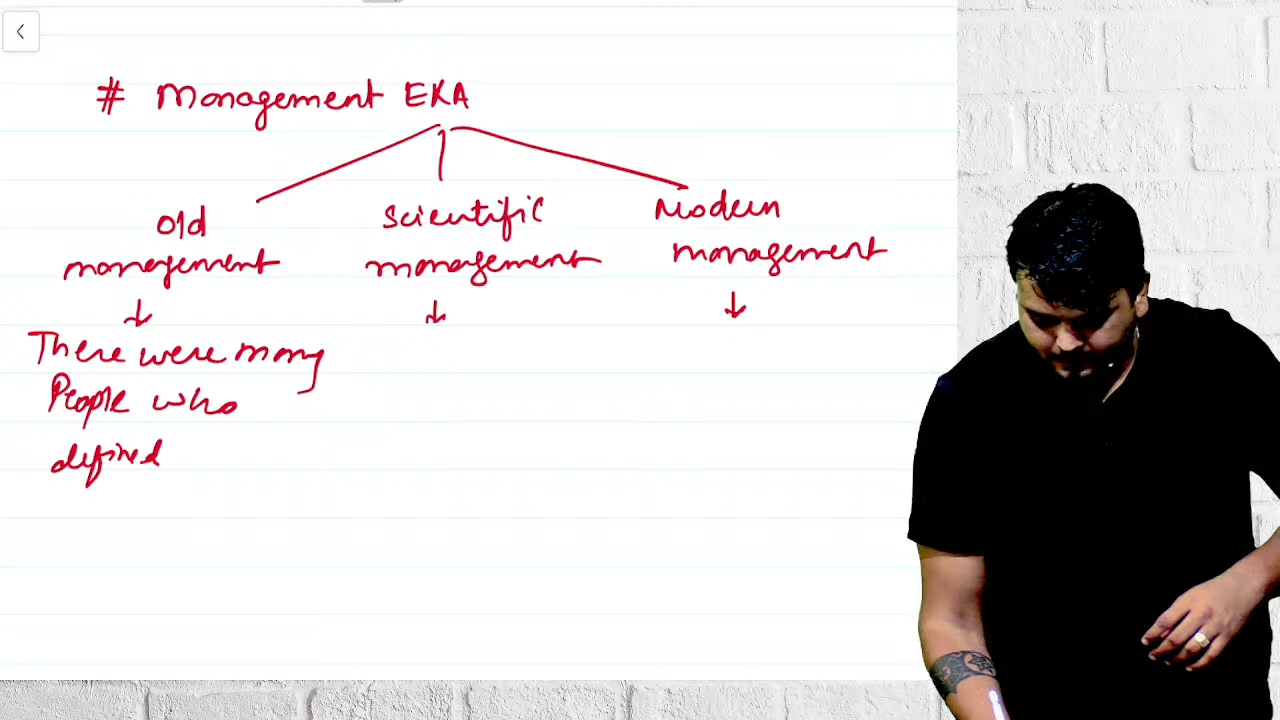 # Management ERA
old
management
Scientific
management
Modern
management
There were many
People who
defined